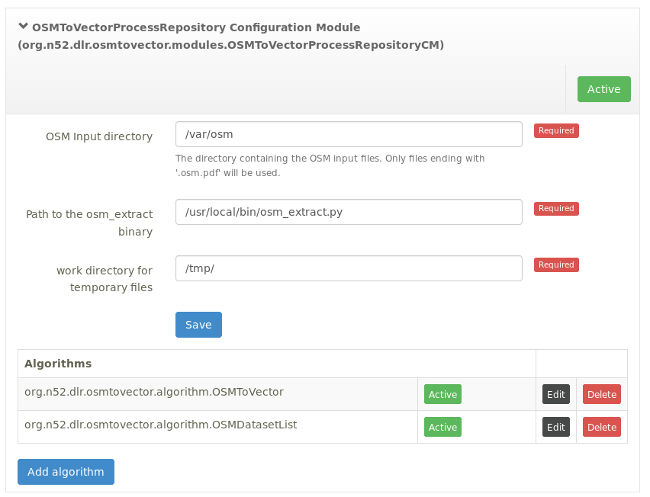 OSMToVectorProcessRepository Configuration Module
(org.n52.dlr.osmtovector.modules.OSMToVectorProcessRepositoryCM)
Active
OSM Input directory
/var/osm
Required
The directory containing the OSM input files. Only files ending with
'.osm.pdf' will be used.
Path to the osm_extract
binary
/usr/local/bin/osm_extract.py
Required
work directory for
temporary files
/tmp/
Required
Save
Algorithms
org.n52.dlr.osmtovector.algorithm.OSMToVector Active Edit Delete
org.n52.dlr.osmtovector.algorithm.OSMDatasetList Active Edit Delete
Add algorithm